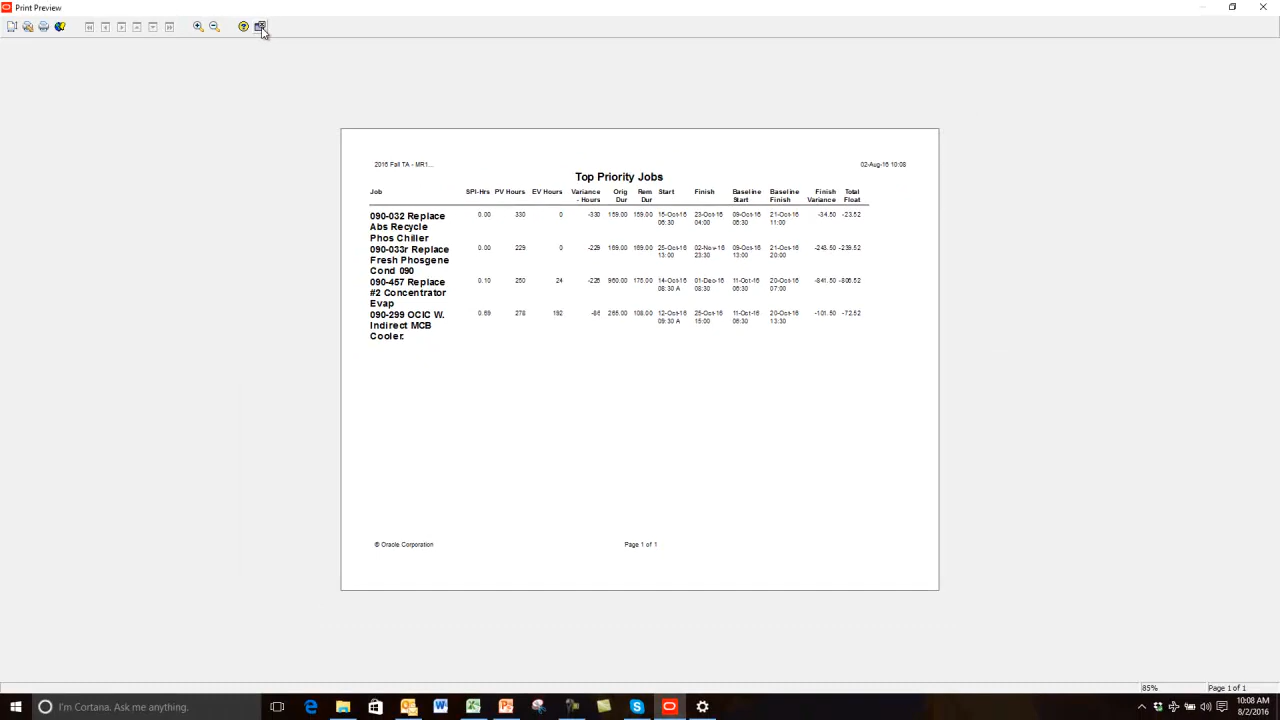 Print Preview
2016 Fall TA - MR1...
02-Aug-16 10:08
Top Priority Jobs
Job SPI-Hrs PV Hours EV Hours Variance - Hours Orig Dur Rem Dur Start Finish Baseline Start Baseline Finish Finish Variance Total Float
090-032 Replace 0.00 330 0 -330 159.00 159.00 15-Oct-16 23-Oct-16 09-Oct-16 21-Oct-16 -34.50 -23.52
Abs Recycle 06:30 04:00 06:30 11:00
Phos Chiller
090-033r Replace 0.00 229 0 -229 169.00 169.00 25-Oct-16 02-Nov-16 09-Oct-16 21-Oct-16 -243.50 -239.52
Fresh Phosgene 13:00 23:30 13:00 20:00
Cond 090
090-457 Replace 0.10 250 24 960.00 175.00 14-Oct-16 01-Dec-16 11-Oct-16 20-Oct-16 -841.50
#2 Concentrator 08:30 A 08:30 06:30 07:00
Evap
090-299 OCIC W. 0.69 278 192 -86 265.00 108.00 12-Oct-16 25-Oct-16 11-Oct-16 20-Oct-16 -101.50 -72.52
Indirect MCB 09:30 A 15:00 06:30 13:30
Cooler.
© Oracle Corporation
Page 1 of 1
85%
Page 1 of 1
I'm Cortana. Ask me anything.
10:08 AM
8/2/2016